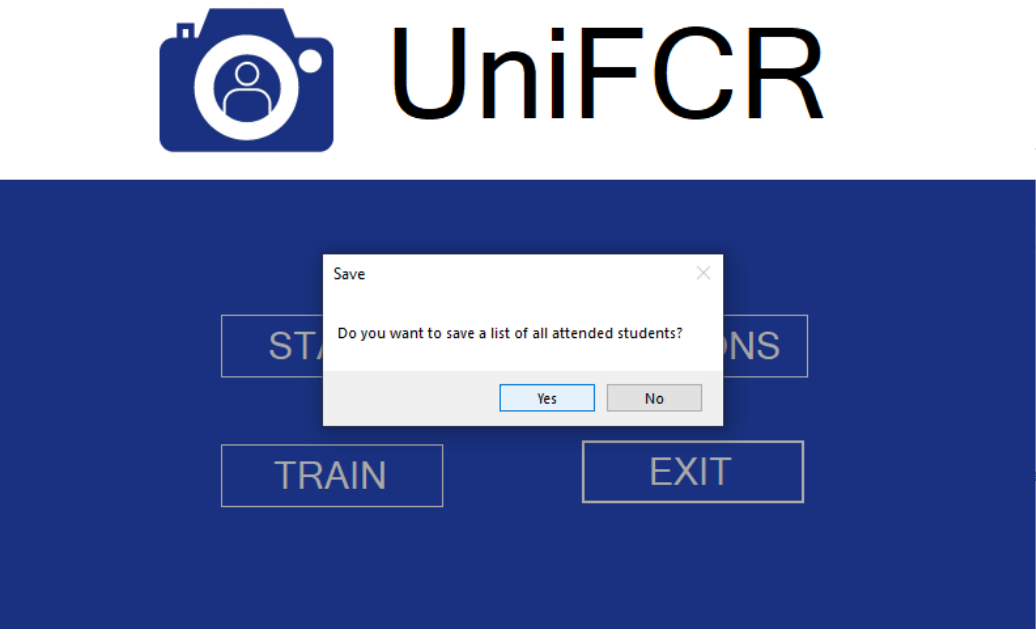 UniFCR
Save
Do you want to save a list of all attended students?
Yes No
TRAIN EXIT